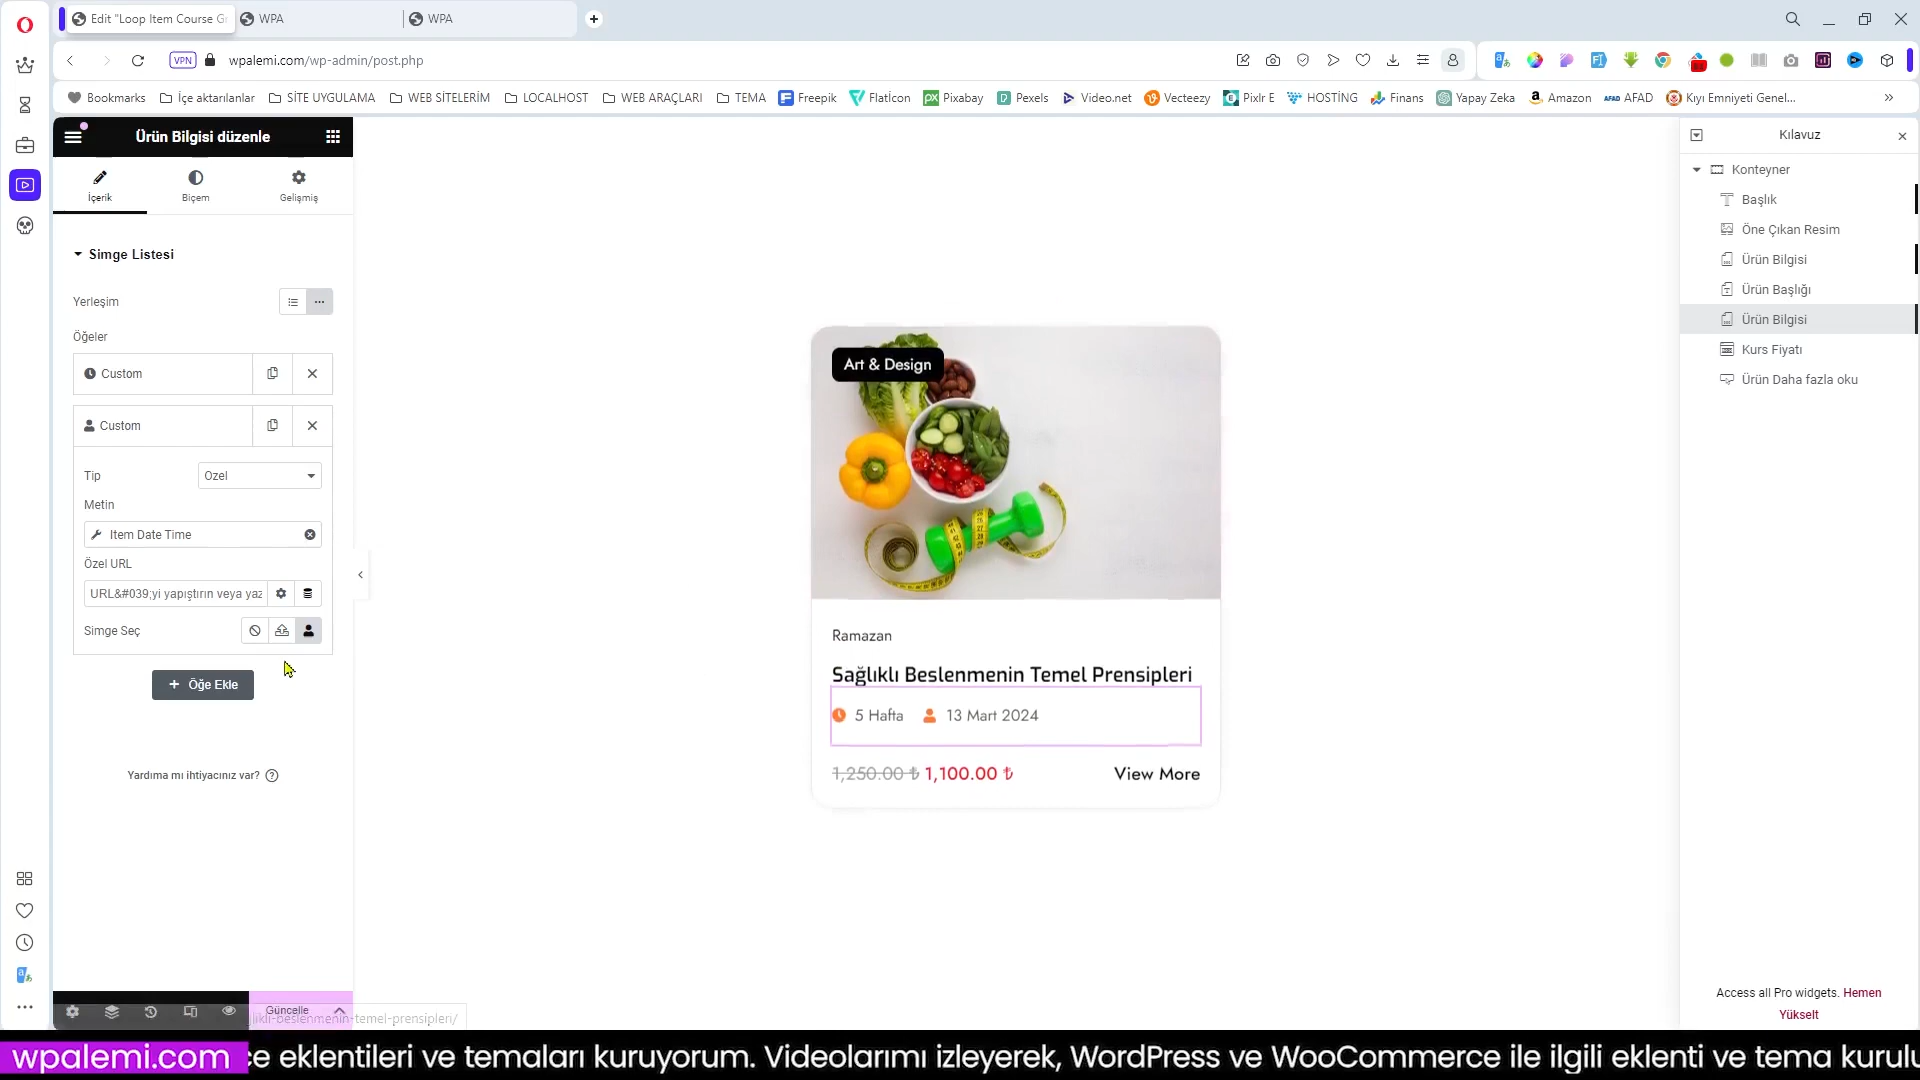 Edit "Loop Item Course G
WPA
WPA
VPN
wpalemi.com/wp-admin/post.php
Bookmarks
İçe aktarılanlar
SİTE UYGULAMA
WEB SİTELERİM
LOCALHOST
WEB ARAÇLARI
TEMA
Freepik
Flatİcon
Pixabay
Pexels
Video.net
Vecteezy
Pixlr E
HOSTİNG
Finans
Yapay Zeka
Amazon
AFAD
Kıyı Emniyeti Genel...
Ürün Bilgisi düzenle
İçerik
Biçem
Gelişmiş
Simge Listesi
Yerleşim
Öğeler
Custom
Custom
Tip
Özel
Metin
Item Date Time
Özel URL
URL&#039;yi yapıştırın veya yaz
Simge Seç
+ Öğe Ekle
Yardıma mı ihtiyacınız var?
Güncelle
likli-beslenmenin-temel-prensipleri/
Art & Design
Ramazan
Sağlıklı Beslenmenin Temel Prensipleri
5 Hafta
13 Mart 2024
1,250.00 ₺ 1,100.00 ₺
View More
Kılavuz
Konteyner
Başlık
Öne Çıkan Resim
Ürün Bilgisi
Ürün Başlığı
Ürün Bilgisi
Kurs Fiyatı
Ürün Daha fazla oku
Access all Pro widgets. Hemen
Yükselt
wpalemi.com
e eklentileri ve temaları kuruyorum. Videolarımı izleyerek, WordPress ve WooCommerce ile ilgili eklenti ve tema kurulu